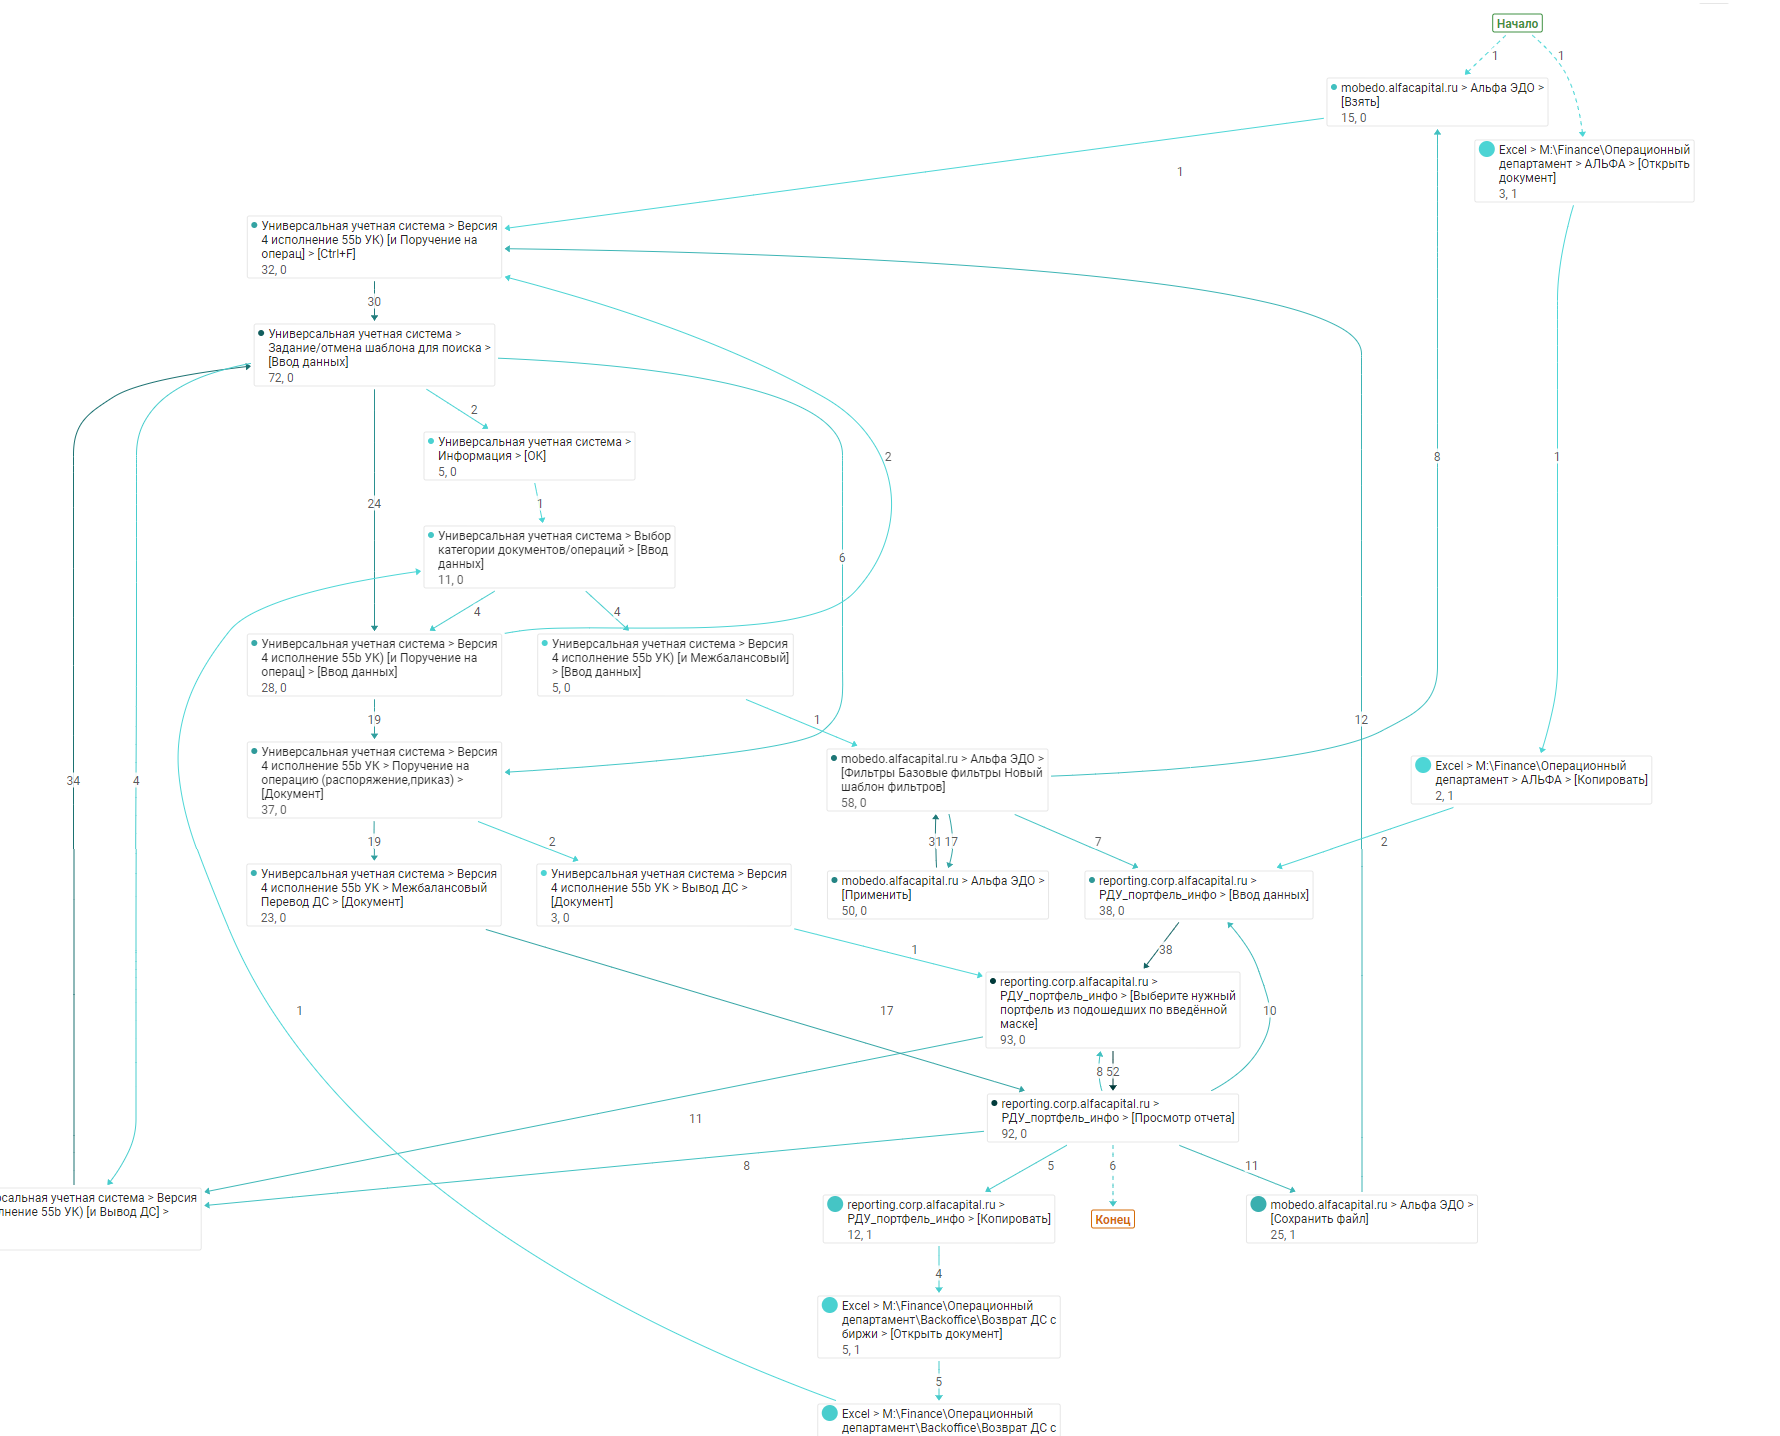 Начало
1
1
mobedo.alfacapital.ru > Альфа ЭДО >
[Взять]
15, 0
Excel > M:\Finance\Операционный
департамент > АЛЬФА > [Открыть
документ]
3, 1
1
Универсальная учетная система > Версия
4 исполнение 55b УК) [и Поручение на
операц] > [Ctrl+F]
32, 0
30
Универсальная учетная система >
Задание/отмена шаблона для поиска >
[Ввод данных]
72, 0
2
Универсальная учетная система >
Информация > [OK]
5, 0
2
8
1
24
1
Универсальная учетная система > Выбор
категории документов/операций > [Ввод
данных]
11, 0
6
4
4
Универсальная учетная система > Версия
4 исполнение 55b УК) [и Поручение на
операц] > [Ввод данных]
28, 0
Универсальная учетная система > Версия
4 исполнение 55b УК) [и Межбалансовый]
> [Ввод данных]
5, 0
19
1
12
Универсальная учетная система > Версия
4 исполнение 55b УК > Поручение на
операцию (распоряжение,приказ) >
[Документ]
37, 0
mobedo.alfacapital.ru > Альфа ЭДО >
[Фильтры Базовые фильтры Новый
шаблон фильтров]
58, 0
Excel > M:\Finance\Операционный
департамент > АЛЬФА > [Копировать]
2, 1
34
4
19
2
31
17
7
2
Универсальная учетная система > Версия
4 исполнение 55b УК > Межбалансовый
Перевод ДС > [Документ]
23, 0
Универсальная учетная система > Версия
4 исполнение 55b УК > Вывод ДС >
[Документ]
3, 0
mobedo.alfacapital.ru > Альфа ЭДО >
[Применить]
50, 0
reporting.corp.alfacapital.ru >
РДУ_портфель_инфо > [Ввод данных]
38, 0
1
38
reporting.corp.alfacapital.ru >
РДУ_портфель_инфо > [Выберите нужный
портфель из подошедших по введённой
маске]
93, 0
1
17
10
8
52
reporting.corp.alfacapital.ru >
РДУ_портфель_инфо > [Просмотр отчета]
92, 0
11
8
5
6
11
рсальная учетная система > Версия
лнение 55b УК) [и Вывод ДС] >
reporting.corp.alfacapital.ru >
РДУ_портфель_инфо > [Копировать]
12, 1
Конец
mobedo.alfacapital.ru > Альфа ЭДО >
[Сохранить файл]
25, 1
4
Excel > M:\Finance\Операционный
департамент\Backoffice\Возврат ДС с
биржи > [Открыть документ]
5, 1
5
Excel > M:\Finance\Операционный
департамент\Backoffice\Возврат ДС с